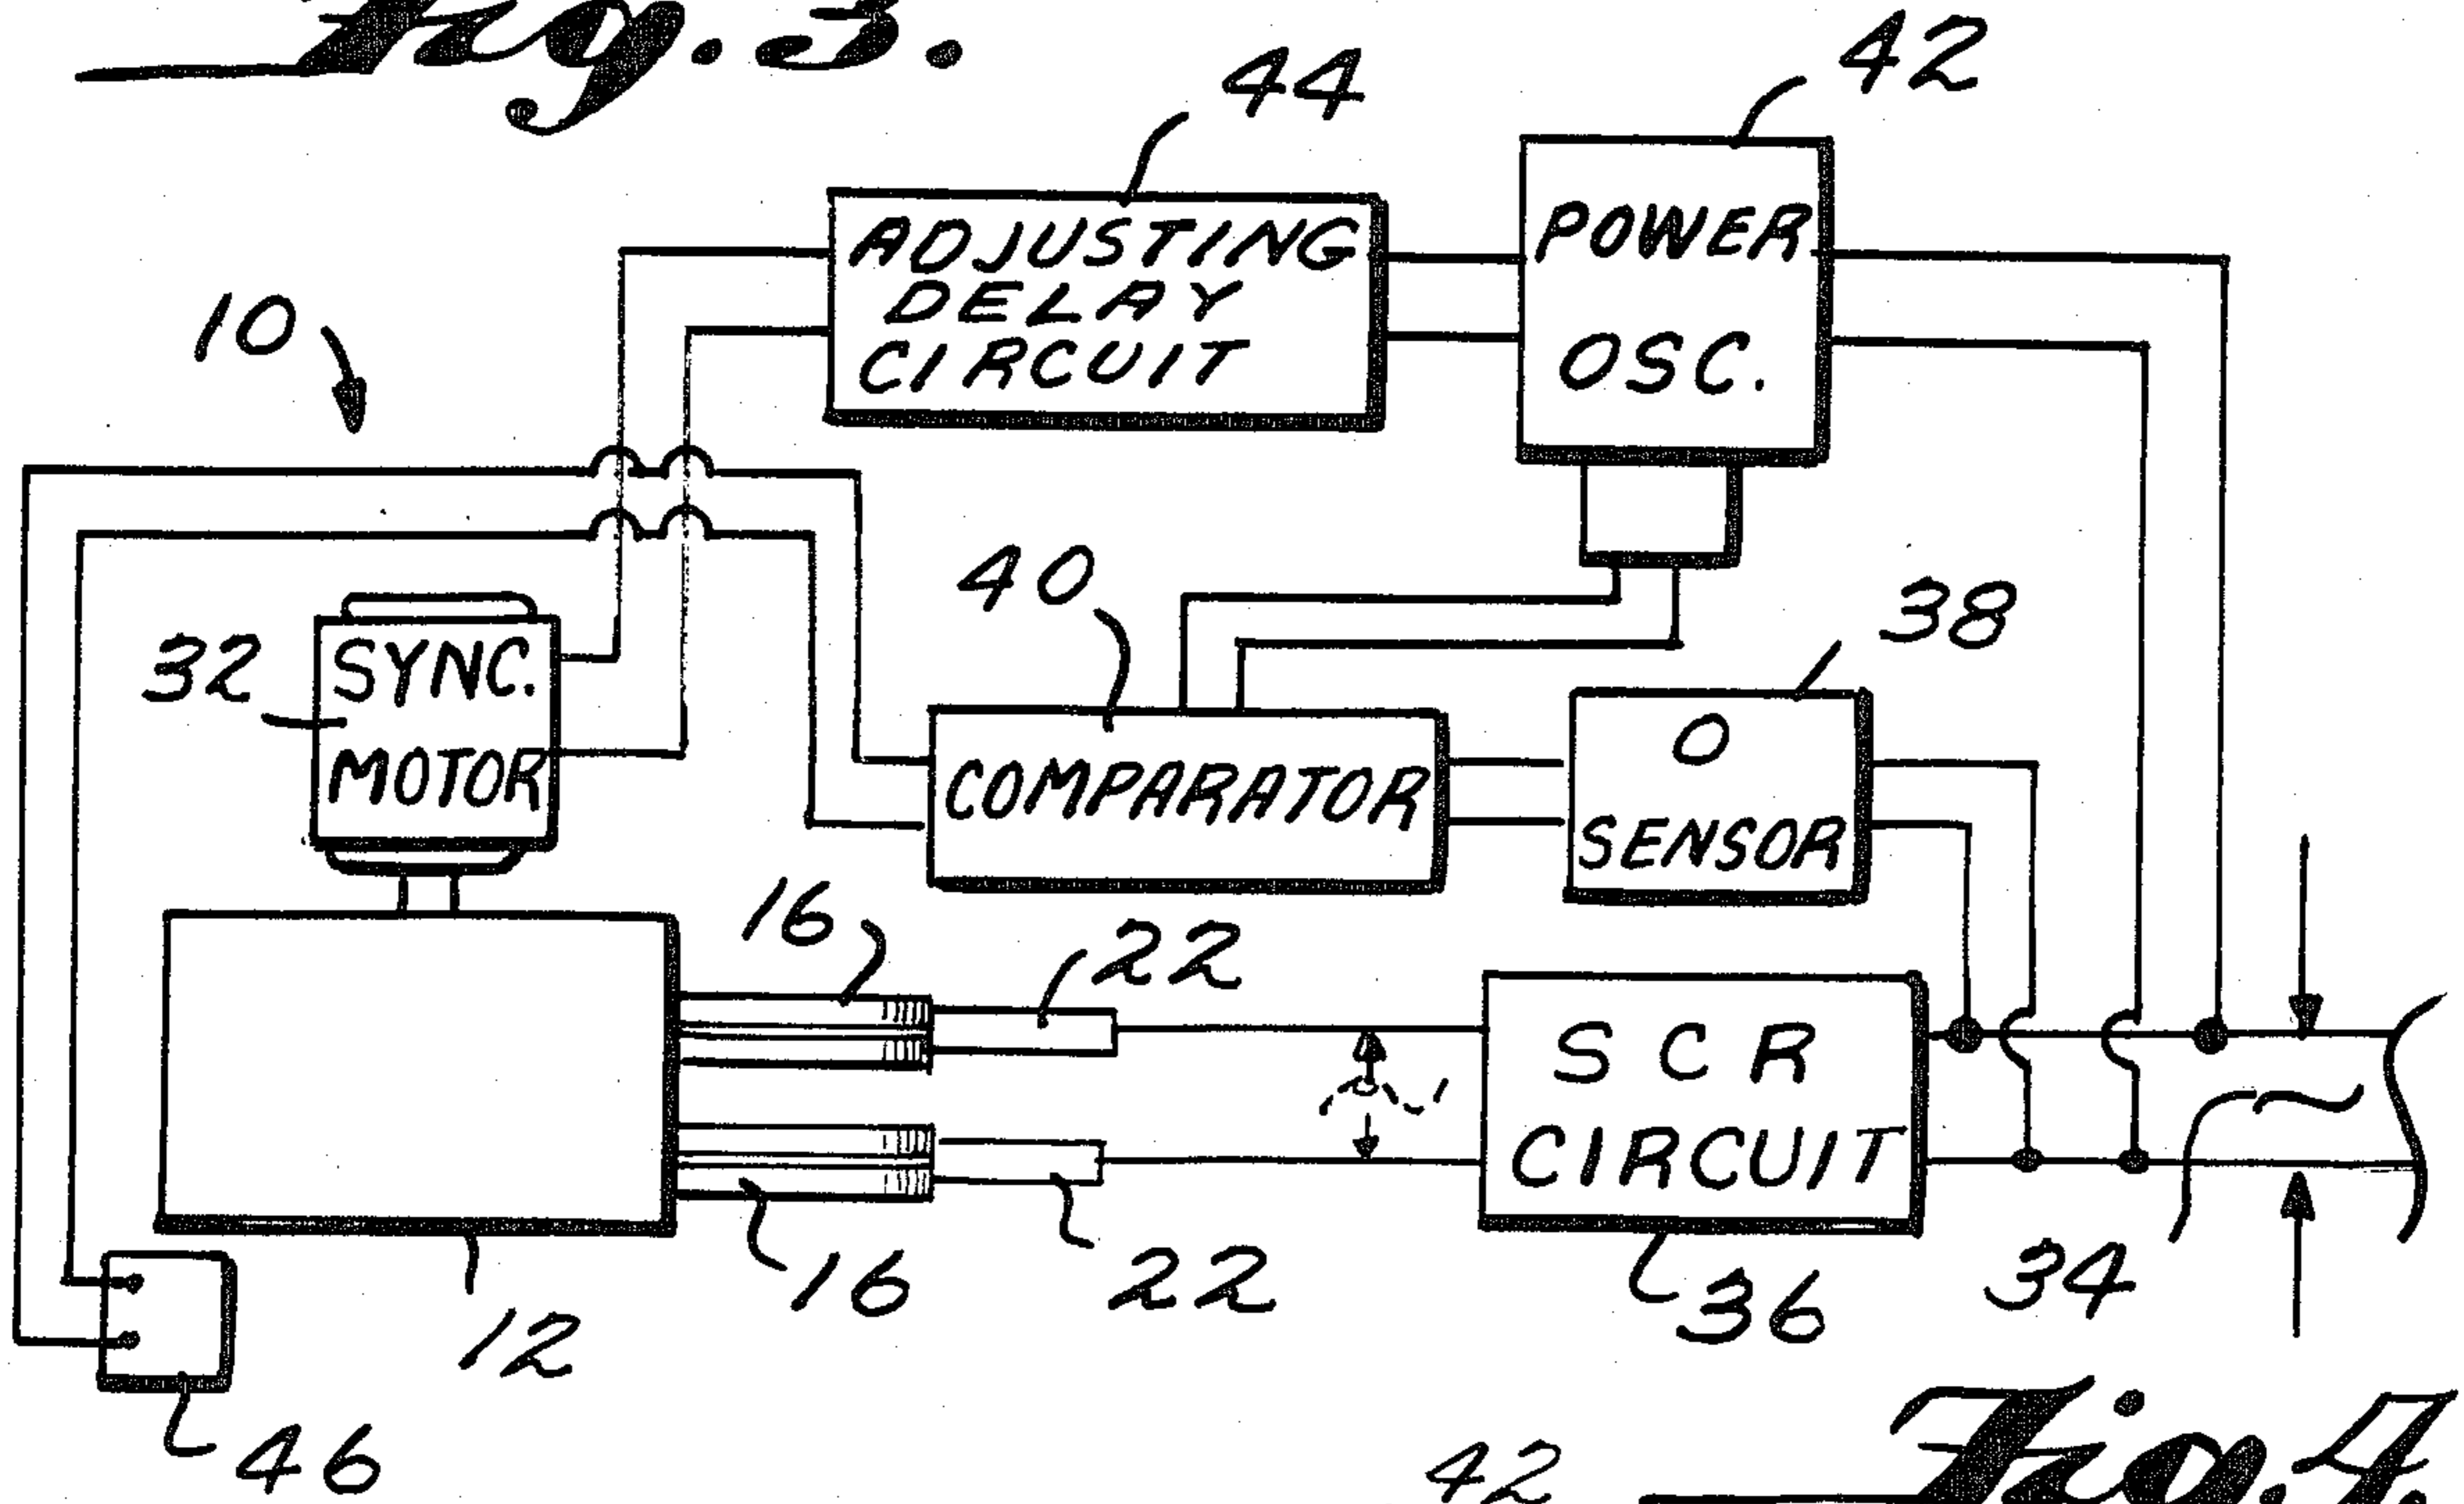 Fig. 3.
44
42
ADJUSTING
DELAY
CIRCUIT
POWER
OSC.
10
40
38
32
SYNC.
MOTOR
COMPARATOR
O
SENSOR
16
22
SCR
CIRCUIT
16
22
36
34
12
46
42
Fig. 4.